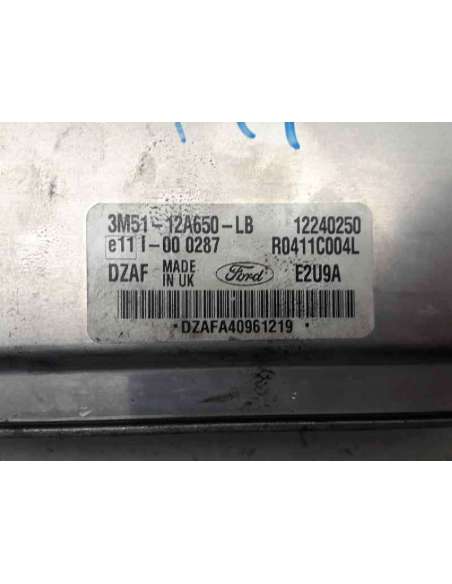 3M51-12A650-LB 12240250
e11 I-00 0287 R0411C004L
DZAF MADE IN UK Ford E2U9A
•DZAFA40961219•